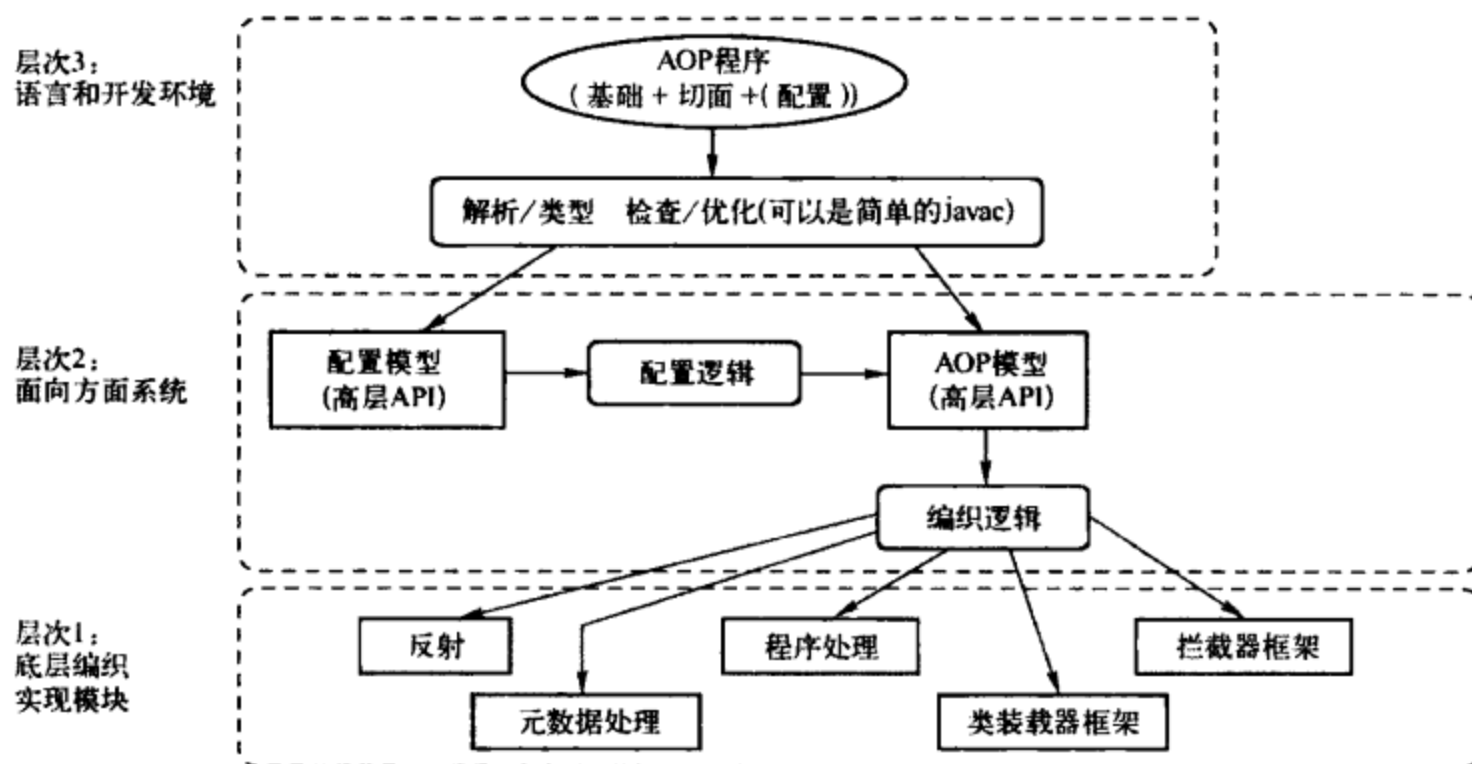 层次3：
语言和开发环境
AOP程序
( 基础 + 切面 +( 配置 ))
解析/类型 检查/优化(可以是简单的javac)
层次2：
面向方面系统
配置模型
(高层API)
配置逻辑
AOP模型
(高层API)
编织逻辑
层次1：
底层编织
实现模块
反射
程序处理
拦截器框架
元数据处理
类装载器框架